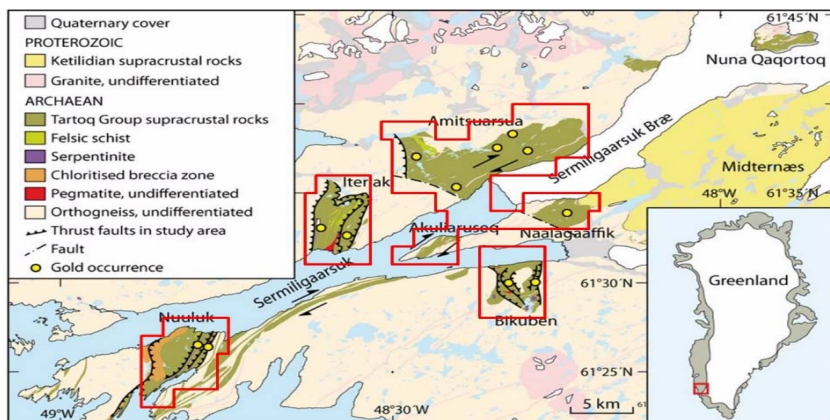 Quaternary cover
PROTEROZOIC
Ketilidian supracrustal rocks
Granite, undifferentiated
ARCHAEAN
Tartoq Group supracrustal rocks
Felsic schist
Serpentinite
Chloritised breccia zone
Pegmatite, undifferentiated
Orthogneiss, undifferentiated
Thrust faults in study area
Fault
Gold occurrence
61°45'N
Nuna Qaqortoq
Amitsuarsua
Sermiligaarsuk Bræ
Midternæs
Iterlak
48°W
61°35'N
Akuliaruseq
Naalagaaffik
Sermiligaarsuk
61°30'N
Greenland
Nuuluk
Bikuben
61°25'N
49°W
48°30'W
5 km